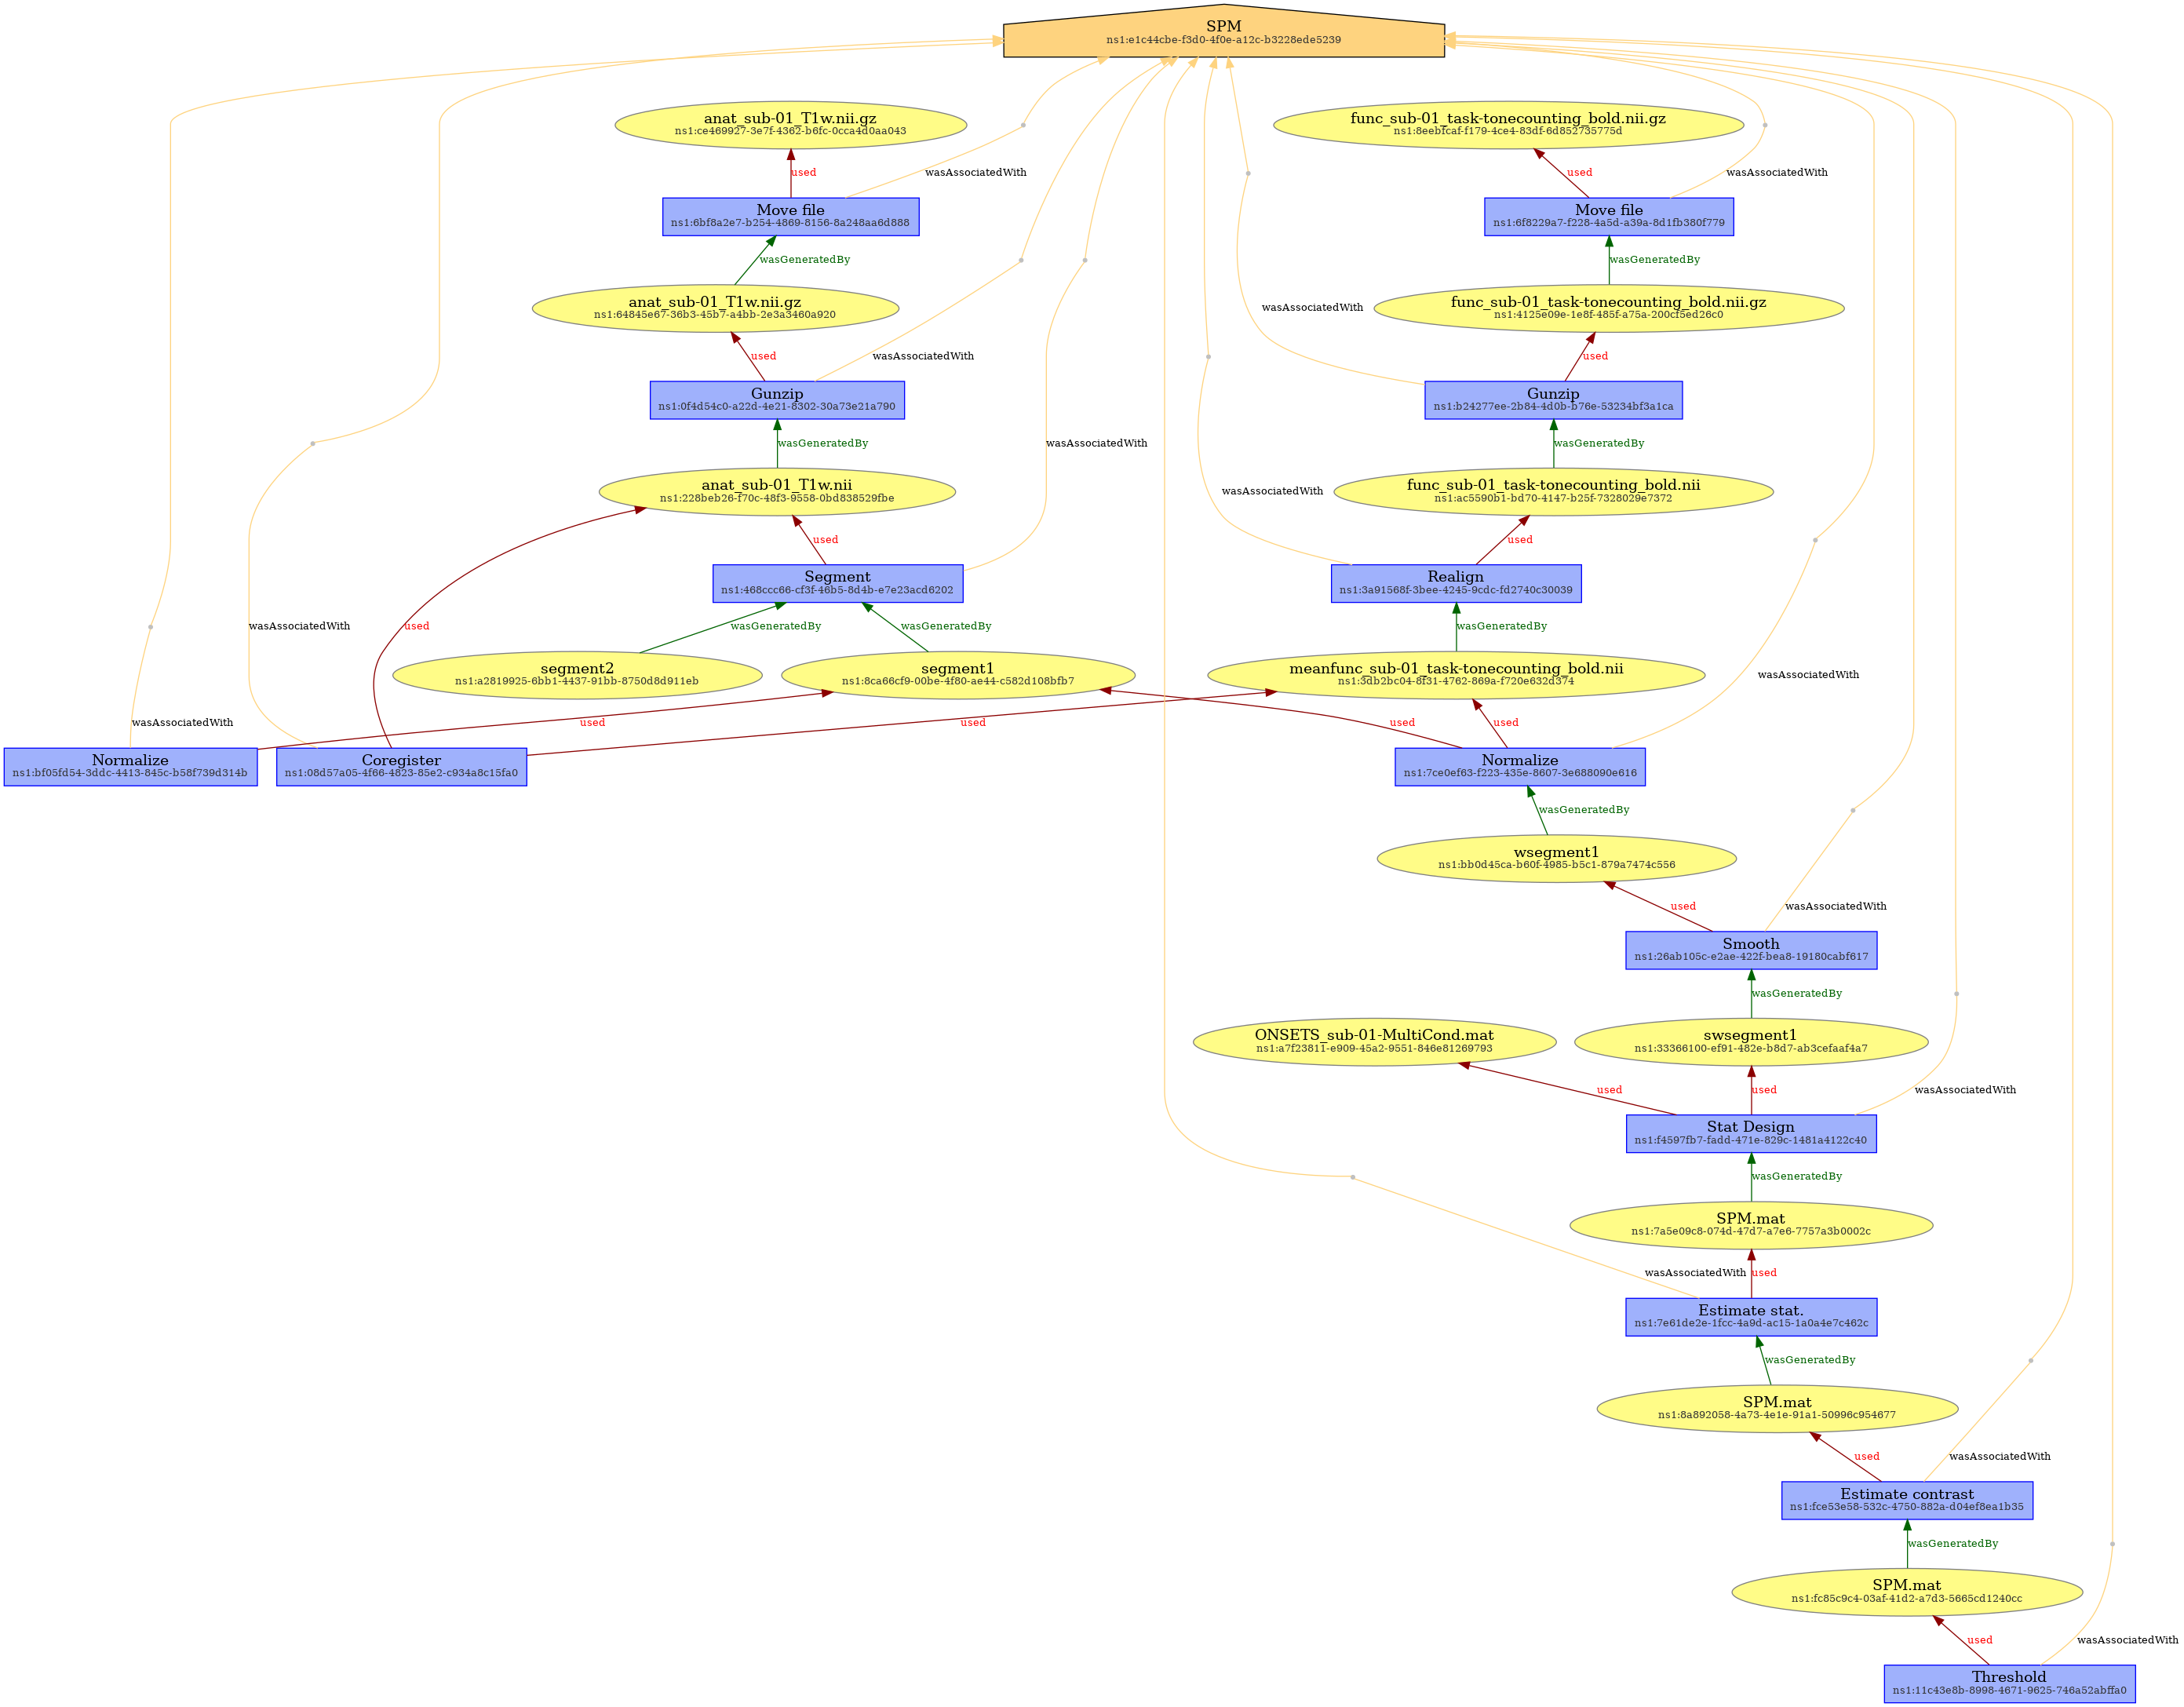 SPM
ns1:e1c44cbe-f3d0-4f0e-a12c-b3228ede5239
anat_sub-01_T1w.nii.gz
ns1:ce469927-3e7f-4362-b6fc-0cca4d0aa043
func_sub-01_task-tonecounting_bold.nii.gz
ns1:8eebfcaf-f179-4ce4-83df-6d852735775d
used
wasAssociatedWith
used
wasAssociatedWith
Move file
ns1:6bf8a2e7-b254-4869-8156-8a248aa6d888
Move file
ns1:6f8229a7-f228-4a5d-a39a-8d1fb380f779
wasGeneratedBy
wasGeneratedBy
anat_sub-01_T1w.nii.gz
ns1:64845e67-36b3-45b7-a4bb-2e3a3460a920
wasAssociatedWith
func_sub-01_task-tonecounting_bold.nii.gz
ns1:4125e09e-1e8f-485f-a75a-200cf5ed26c0
used
wasAssociatedWith
used
Gunzip
ns1:0f4d54c0-a22d-4e21-8302-30a73e21a790
Gunzip
ns1:b24277ee-2b84-4d0b-b76e-53234bf3a1ca
wasGeneratedBy
wasAssociatedWith
wasGeneratedBy
anat_sub-01_T1w.nii
ns1:228beb26-f70c-48f3-9558-0bd838529fbe
wasAssociatedWith
func_sub-01_task-tonecounting_bold.nii
ns1:ac5590b1-bd70-4147-b25f-7328029e7372
used
used
Segment
ns1:468ccc66-cf3f-46b5-8d4b-e7e23acd6202
Realign
ns1:3a91568f-3bee-4245-9cdc-fd2740c30039
wasAssociatedWith
used
wasGeneratedBy
wasGeneratedBy
wasGeneratedBy
segment2
ns1:a2819925-6bb1-4437-91bb-8750d8d911eb
segment1
ns1:8ca66cf9-00be-4f80-ae44-c582d108bfb7
meanfunc_sub-01_task-tonecounting_bold.nii
ns1:3db2bc04-8f31-4762-869a-f720e632d374
wasAssociatedWith
wasAssociatedWith
used
used
used
used
Normalize
ns1:bf05fd54-3ddc-4413-845c-b58f739d314b
Coregister
ns1:08d57a05-4f66-4823-85e2-c934a8c15fa0
Normalize
ns1:7ce0ef63-f223-435e-8607-3e688090e616
wasGeneratedBy
wsegment1
ns1:bb0d45ca-b60f-4985-b5c1-879a7474c556
used
wasAssociatedWith
Smooth
ns1:26ab105c-e2ae-422f-bea8-19180cabf617
wasGeneratedBy
ONSETS_sub-01-MultiCond.mat
ns1:a7f23811-e909-45a2-9551-846e81269793
swsegment1
ns1:33366100-ef91-482e-b8d7-ab3cefaaf4a7
used
used
wasAssociatedWith
Stat Design
ns1:f4597fb7-fadd-471e-829c-1481a4122c40
wasGeneratedBy
SPM.mat
ns1:7a5e09c8-074d-47d7-a7e6-7757a3b0002c
wasAssociatedWith
used
Estimate stat.
ns1:7e61de2e-1fcc-4a9d-ac15-1a0a4e7c462c
wasGeneratedBy
SPM.mat
ns1:8a892058-4a73-4e1e-91a1-50996c954677
used
wasAssociatedWith
Estimate contrast
ns1:fce53e58-532c-4750-882a-d04ef8ea1b35
wasGeneratedBy
SPM.mat
ns1:fc85c9c4-03af-41d2-a7d3-5665cd1240cc
used
wasAssociatedWith
Threshold
ns1:11c43e8b-8998-4671-9625-746a52abffa0